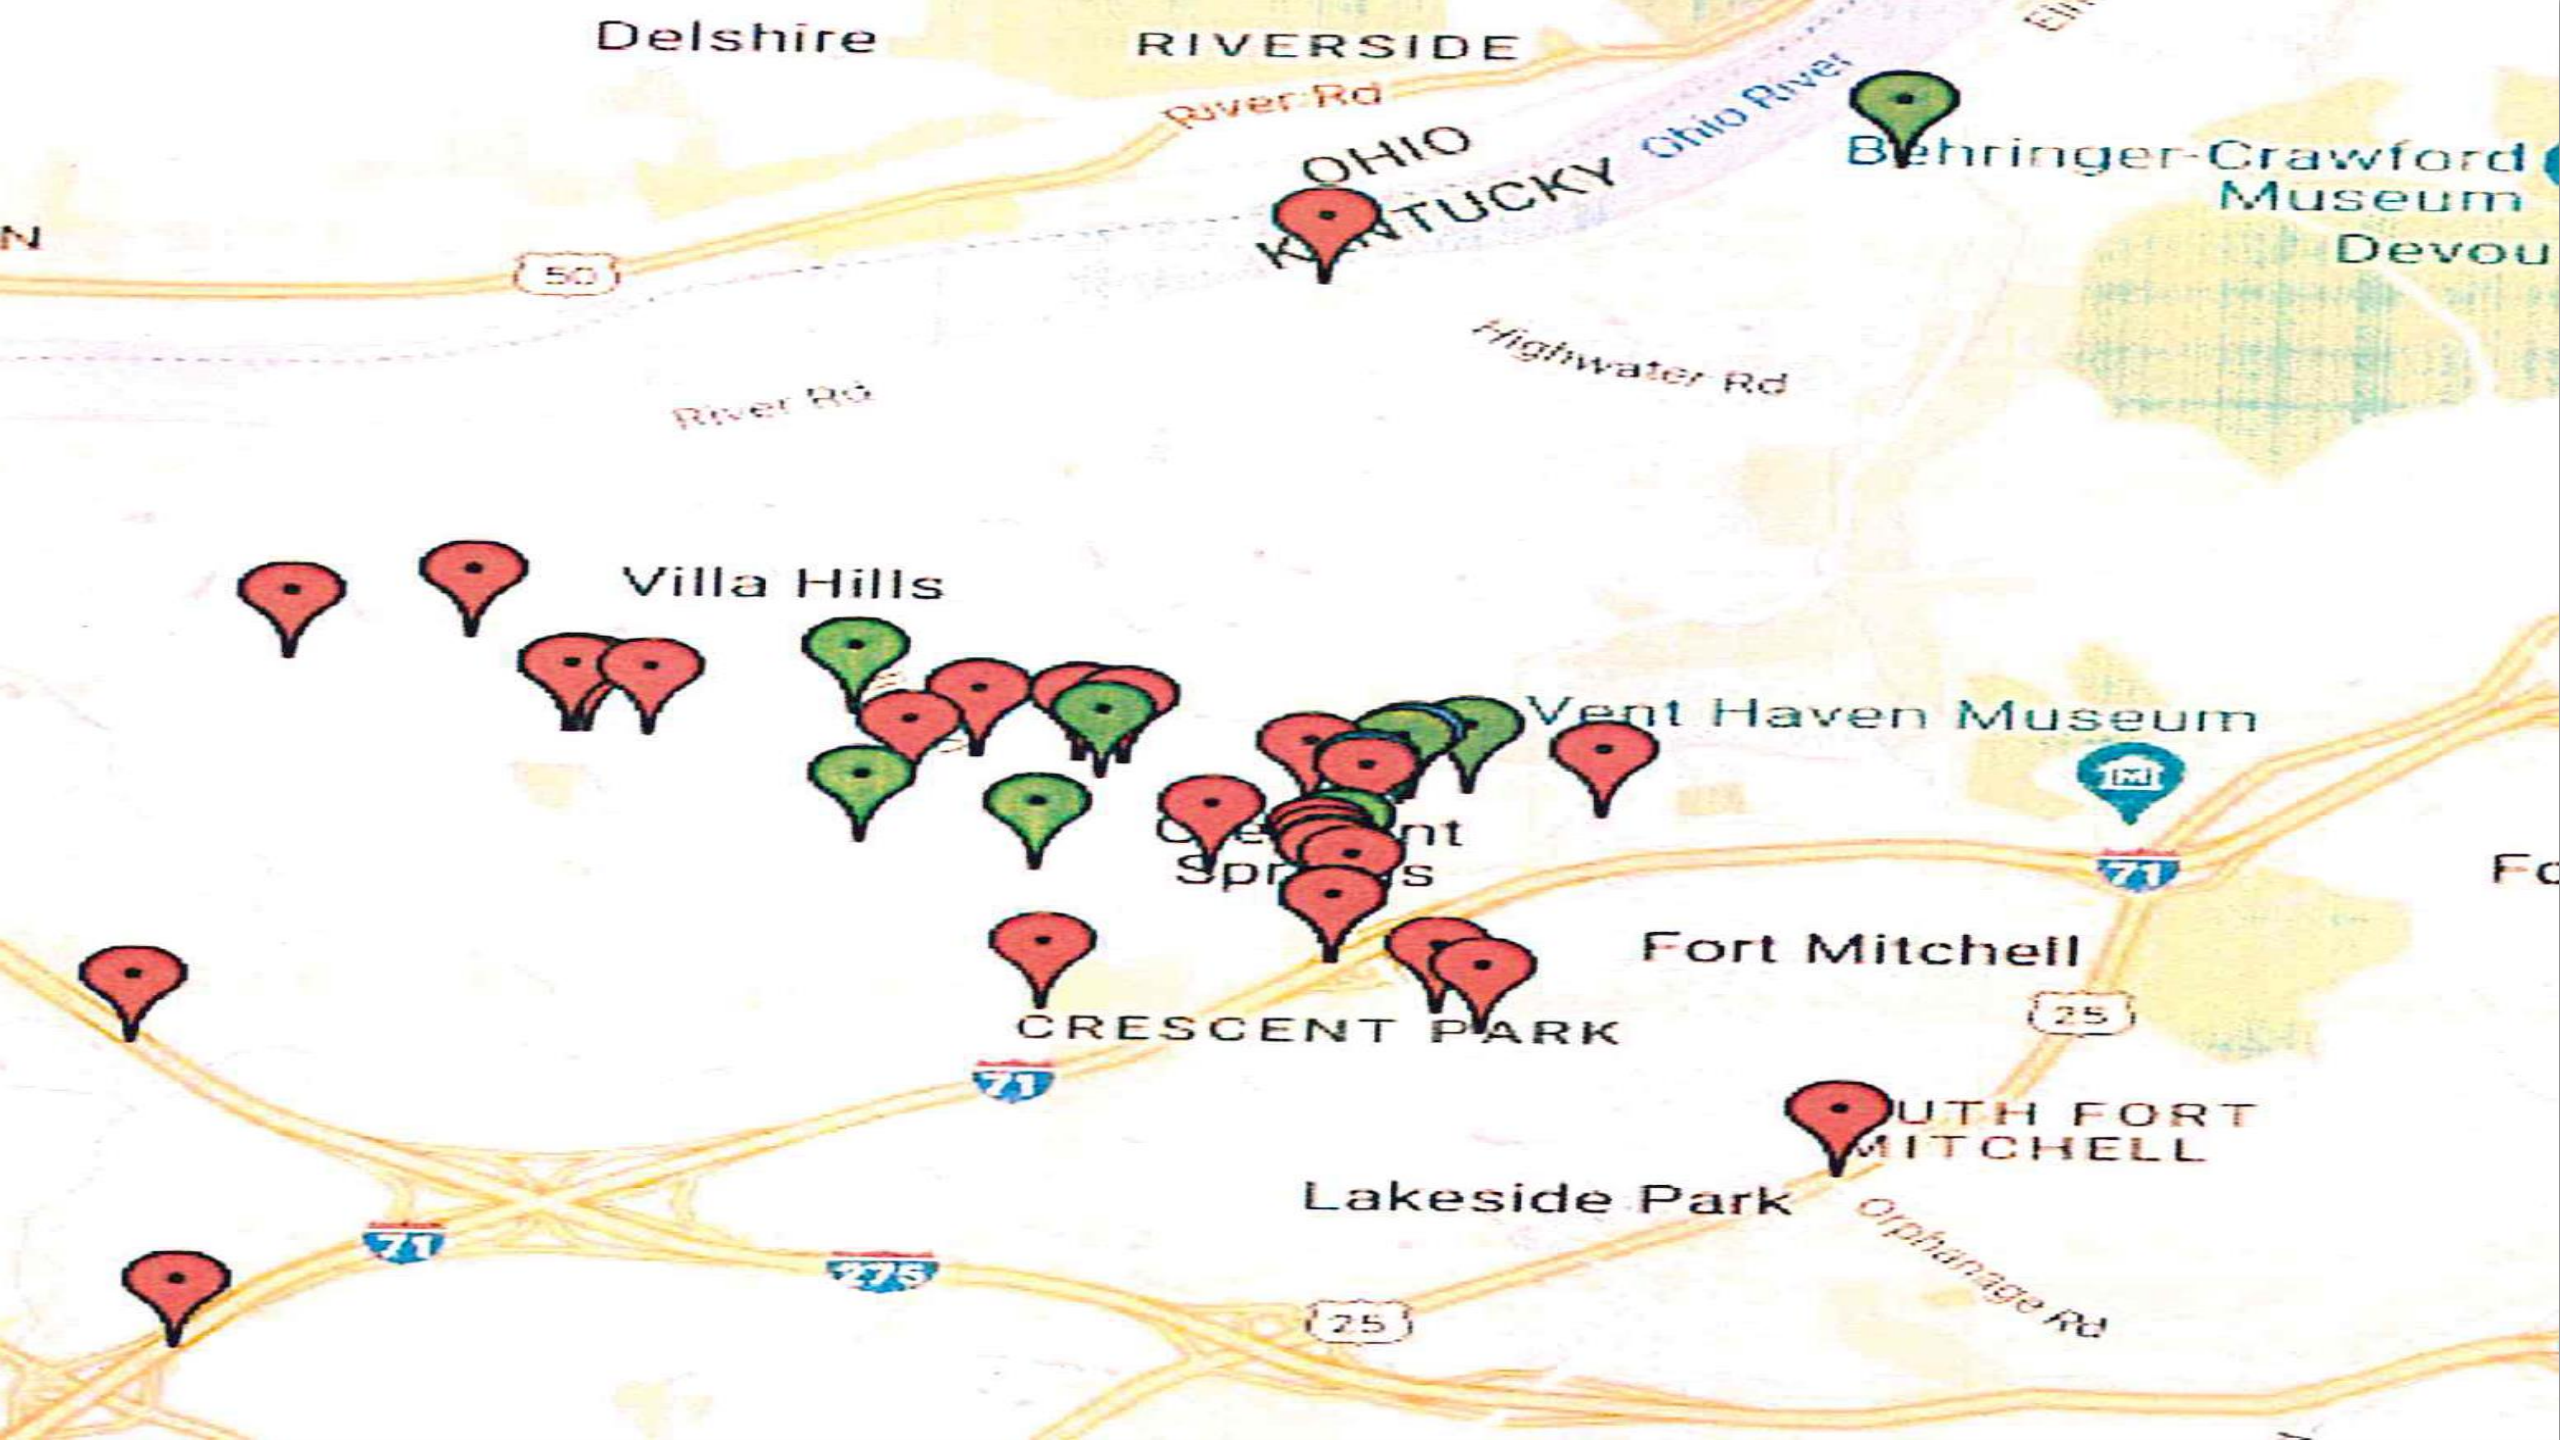 Delshire
RIVERSIDE
River Rd
OHIO
Ohio River
Behringer-Crawford
Museum
Devou
N
50
Highwater Rd
River Rd
Villa Hills
Vent Haven Museum
M
71
Fo
Fort Mitchell
25
CRESCENT PARK
71
UTH FORT
MITCHELL
Lakeside Park
Orphanage Rd
71
275
25